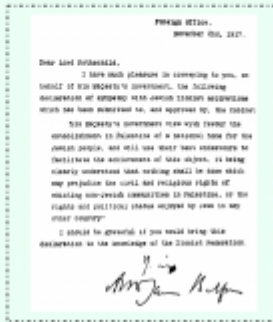 Foreign Office,
November 2nd, 1917.
Dear Lord Rothschild,
I have much pleasure in conveying to you, on
behalf of His Majesty's Government, the following
declaration of sympathy with Jewish Zionist aspirations
which has been submitted to, and approved by, the Cabinet
His Majesty's Government view with favour the
establishment in Palestine of a national home for the
Jewish people, and will use their best endeavours to
facilitate the achievement of this object, it being
clearly understood that nothing shall be done which
may prejudice the civil and religious rights of
existing non-Jewish communities in Palestine, or the
rights and political status enjoyed by Jews in any
other country"
I should be grateful if you would bring this
declaration to the knowledge of the Zionist Federation